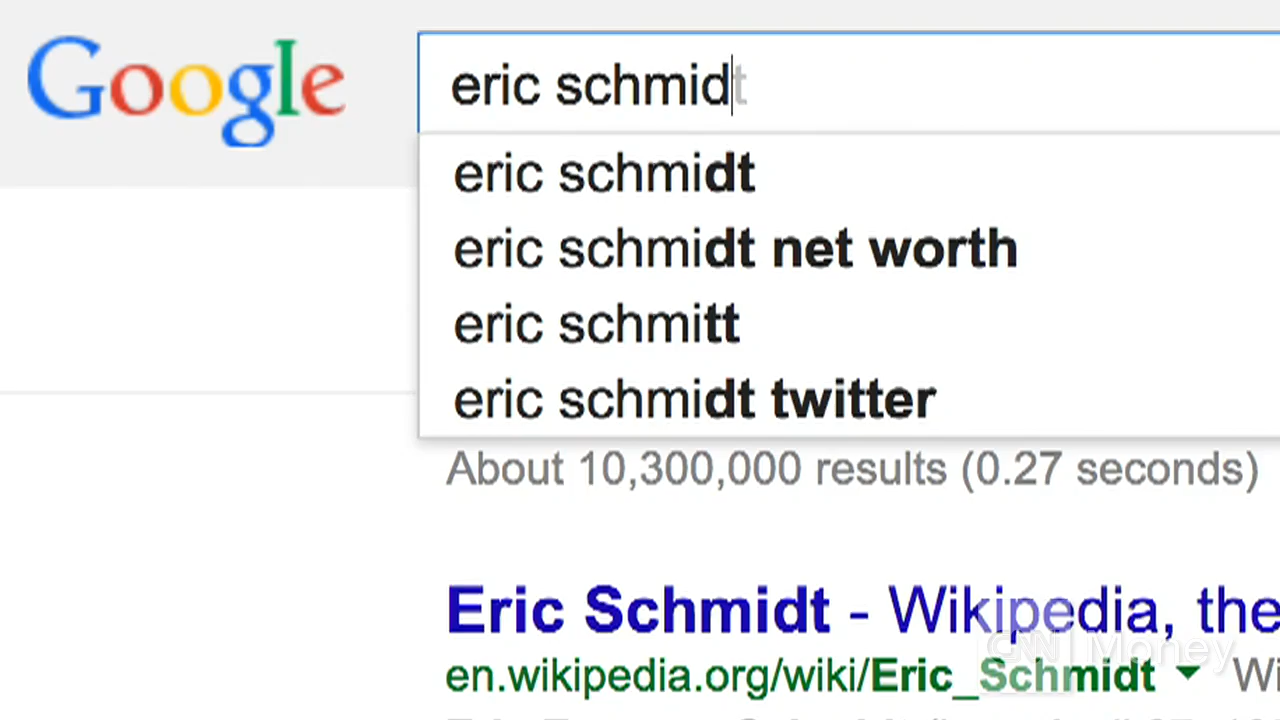 Google
eric schmidt
eric schmidt
eric schmidt net worth
eric schmitt
eric schmidt twitter
About 10,300,000 results (0.27 seconds)
Eric Schmidt - Wikipedia, the
en.wikipedia.org/wiki/Eric_Schmidt
CNN Money